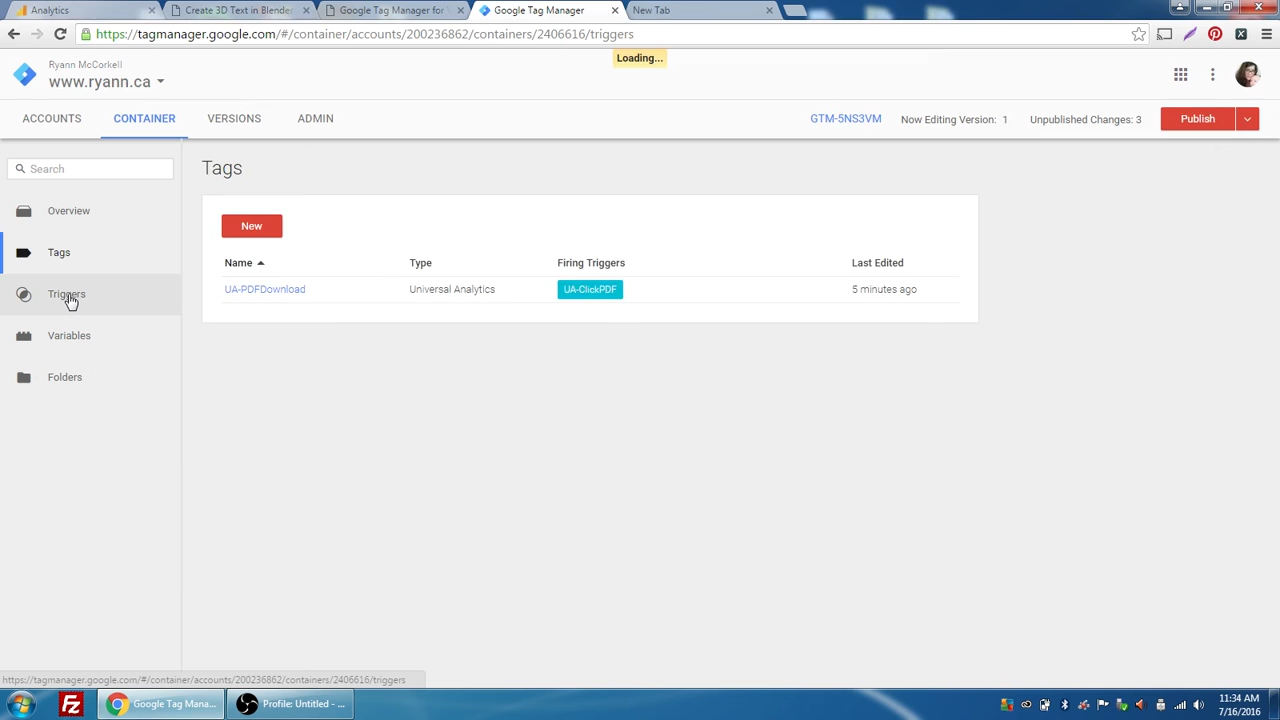 Analytics
Create 3D Text in Blender
Google Tag Manager for
Google Tag Manager
New Tab
https://tagmanager.google.com/#/container/accounts/200236862/containers/2406616/triggers
Loading...
Ryann McCorkell
www.ryann.ca
ACCOUNTS
CONTAINER
VERSIONS
ADMIN
GTM-5NS3VM
Now Editing Version: 1
Unpublished Changes: 3
Publish
Search
Overview
Tags
Triggers
Variables
Folders
Tags
New
Name Type Firing Triggers Last Edited
UA-PDFDownload Universal Analytics UA-ClickPDF 5 minutes ago
https://tagmanager.google.com/#/container/accounts/200236862/containers/2406616/triggers
Google Tag Mana...
Profile: Untitled - ...
11:34 AM
7/16/2016